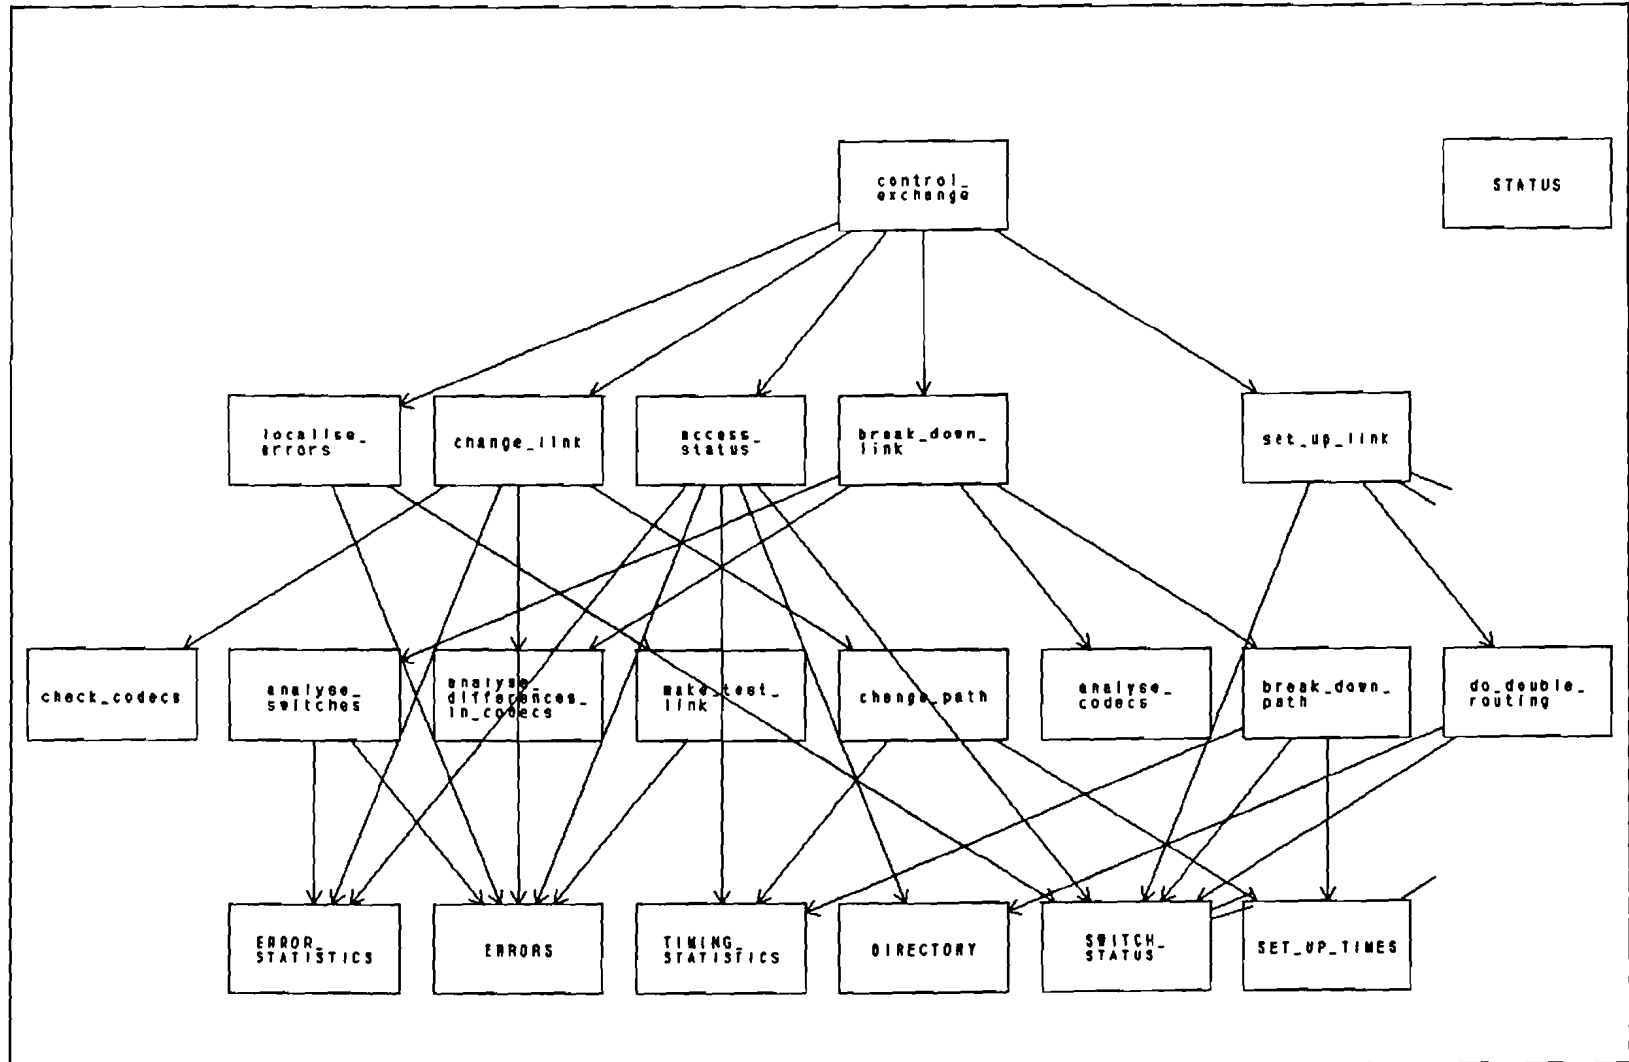 control_
exchange
STATUS
localise_
errors
change_link
access_
status
break_down_
link
set_up_link
check_codecs
analyse_
switches
analyse_
differences_
in_codecs
make_test_
link
change_path
analyse_
codecs
break_down_
path
do_double_
routing
ERROR_
STATISTICS
ERRORS
TIMING_
STATISTICS
DIRECTORY
SWITCH_
STATUS
SET_UP_TIMES